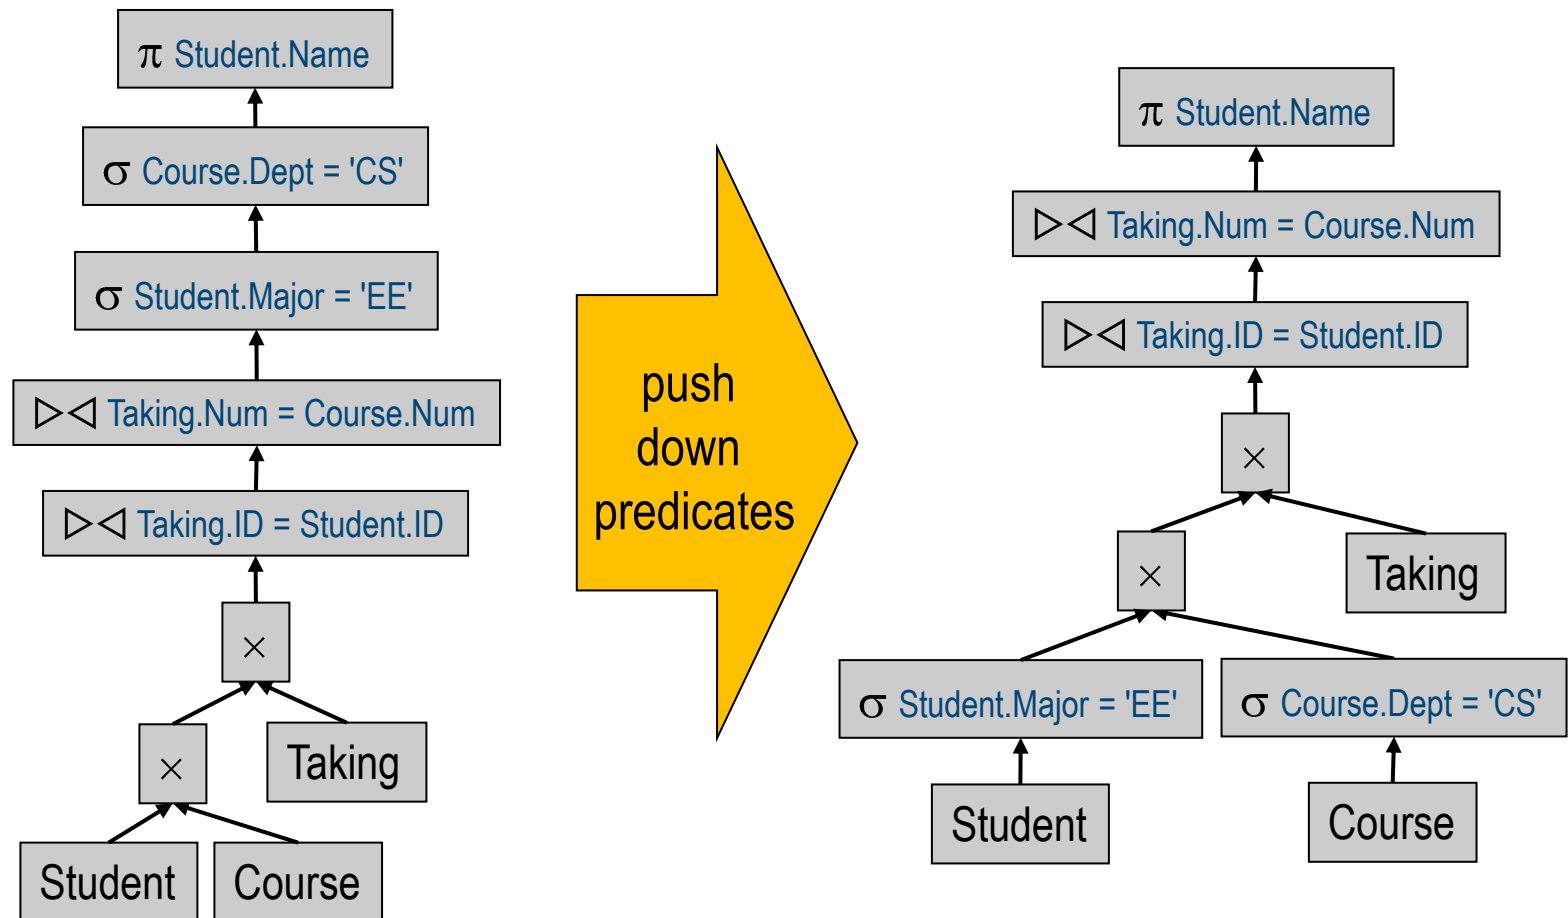 π Student.Name
σ Course.Dept = 'CS'
σ Student.Major = 'EE'
▷◁ Taking.Num = Course.Num
▷◁ Taking.ID = Student.ID
×
×
Taking
Student
Course
push
down
predicates
π Student.Name
▷◁ Taking.Num = Course.Num
▷◁ Taking.ID = Student.ID
×
×
Taking
σ Student.Major = 'EE'
σ Course.Dept = 'CS'
Student
Course